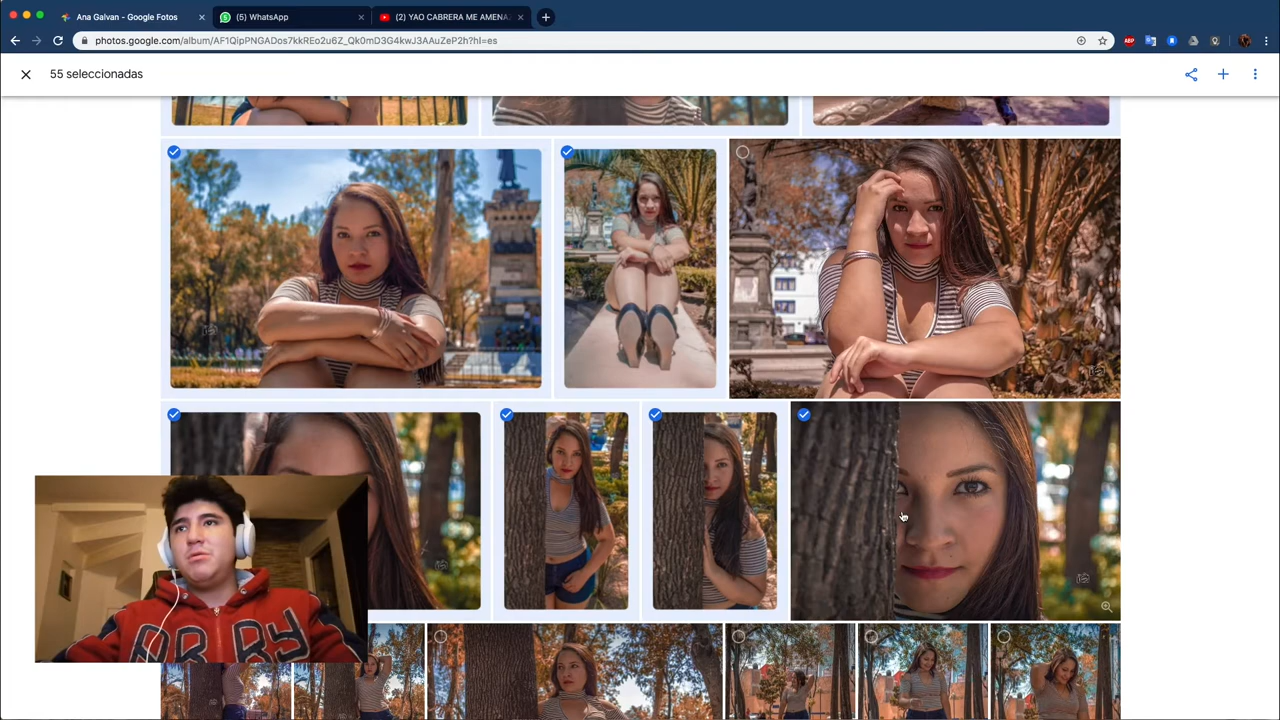 Ana Galvan - Google Fotos
(5) WhatsApp
(2) YAO CABRERA ME AMENA
photos.google.com/album/AF1QipPNGADos7kkREo2u6Z_Qk0mD3G4kwJ3AAuZeP2h?hl=es
55 seleccionadas